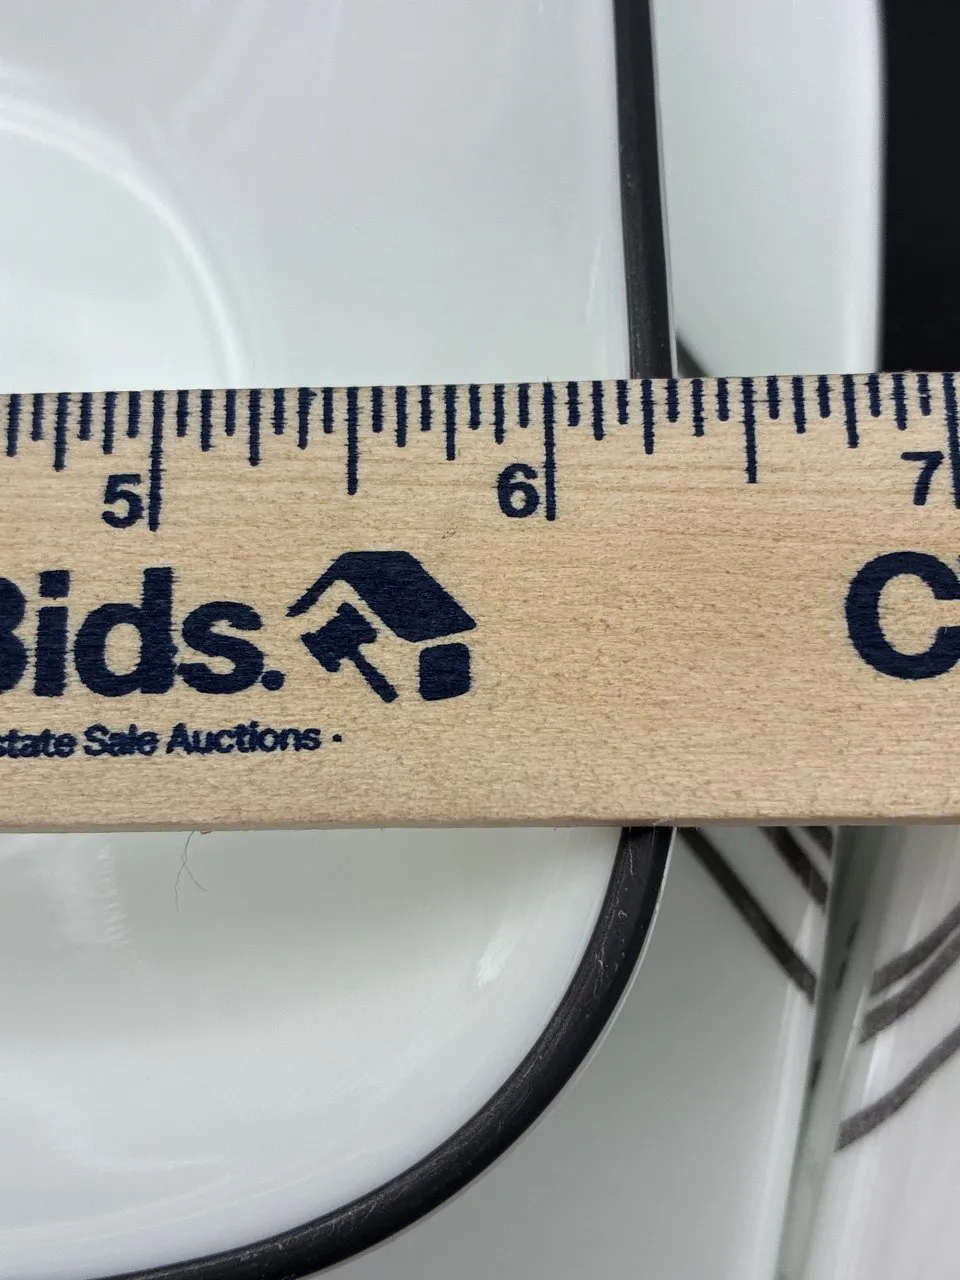 5 6 7
Bids. C
state Sale Auctions ·